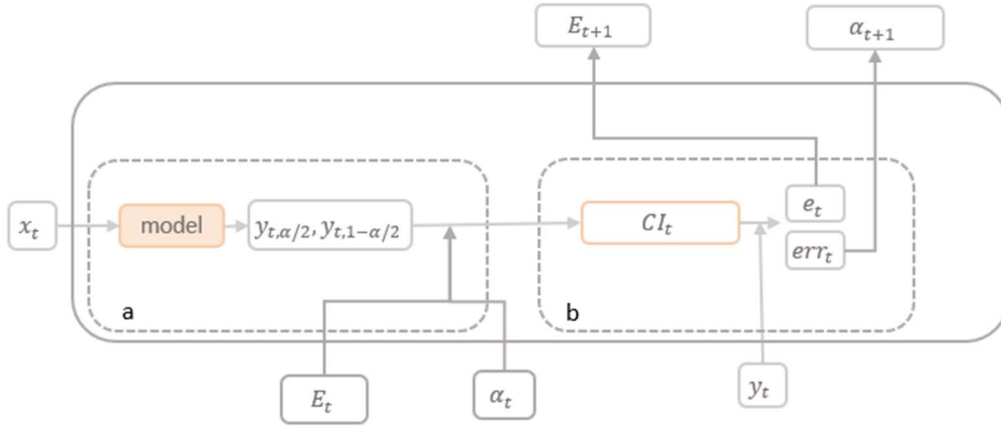 E_{t+1}
α_{t+1}
x_t
model
y_{t,α/2}, y_{t,1−α/2}
CI_t
e_t
err_t
a
b
E_t
α_t
y_t